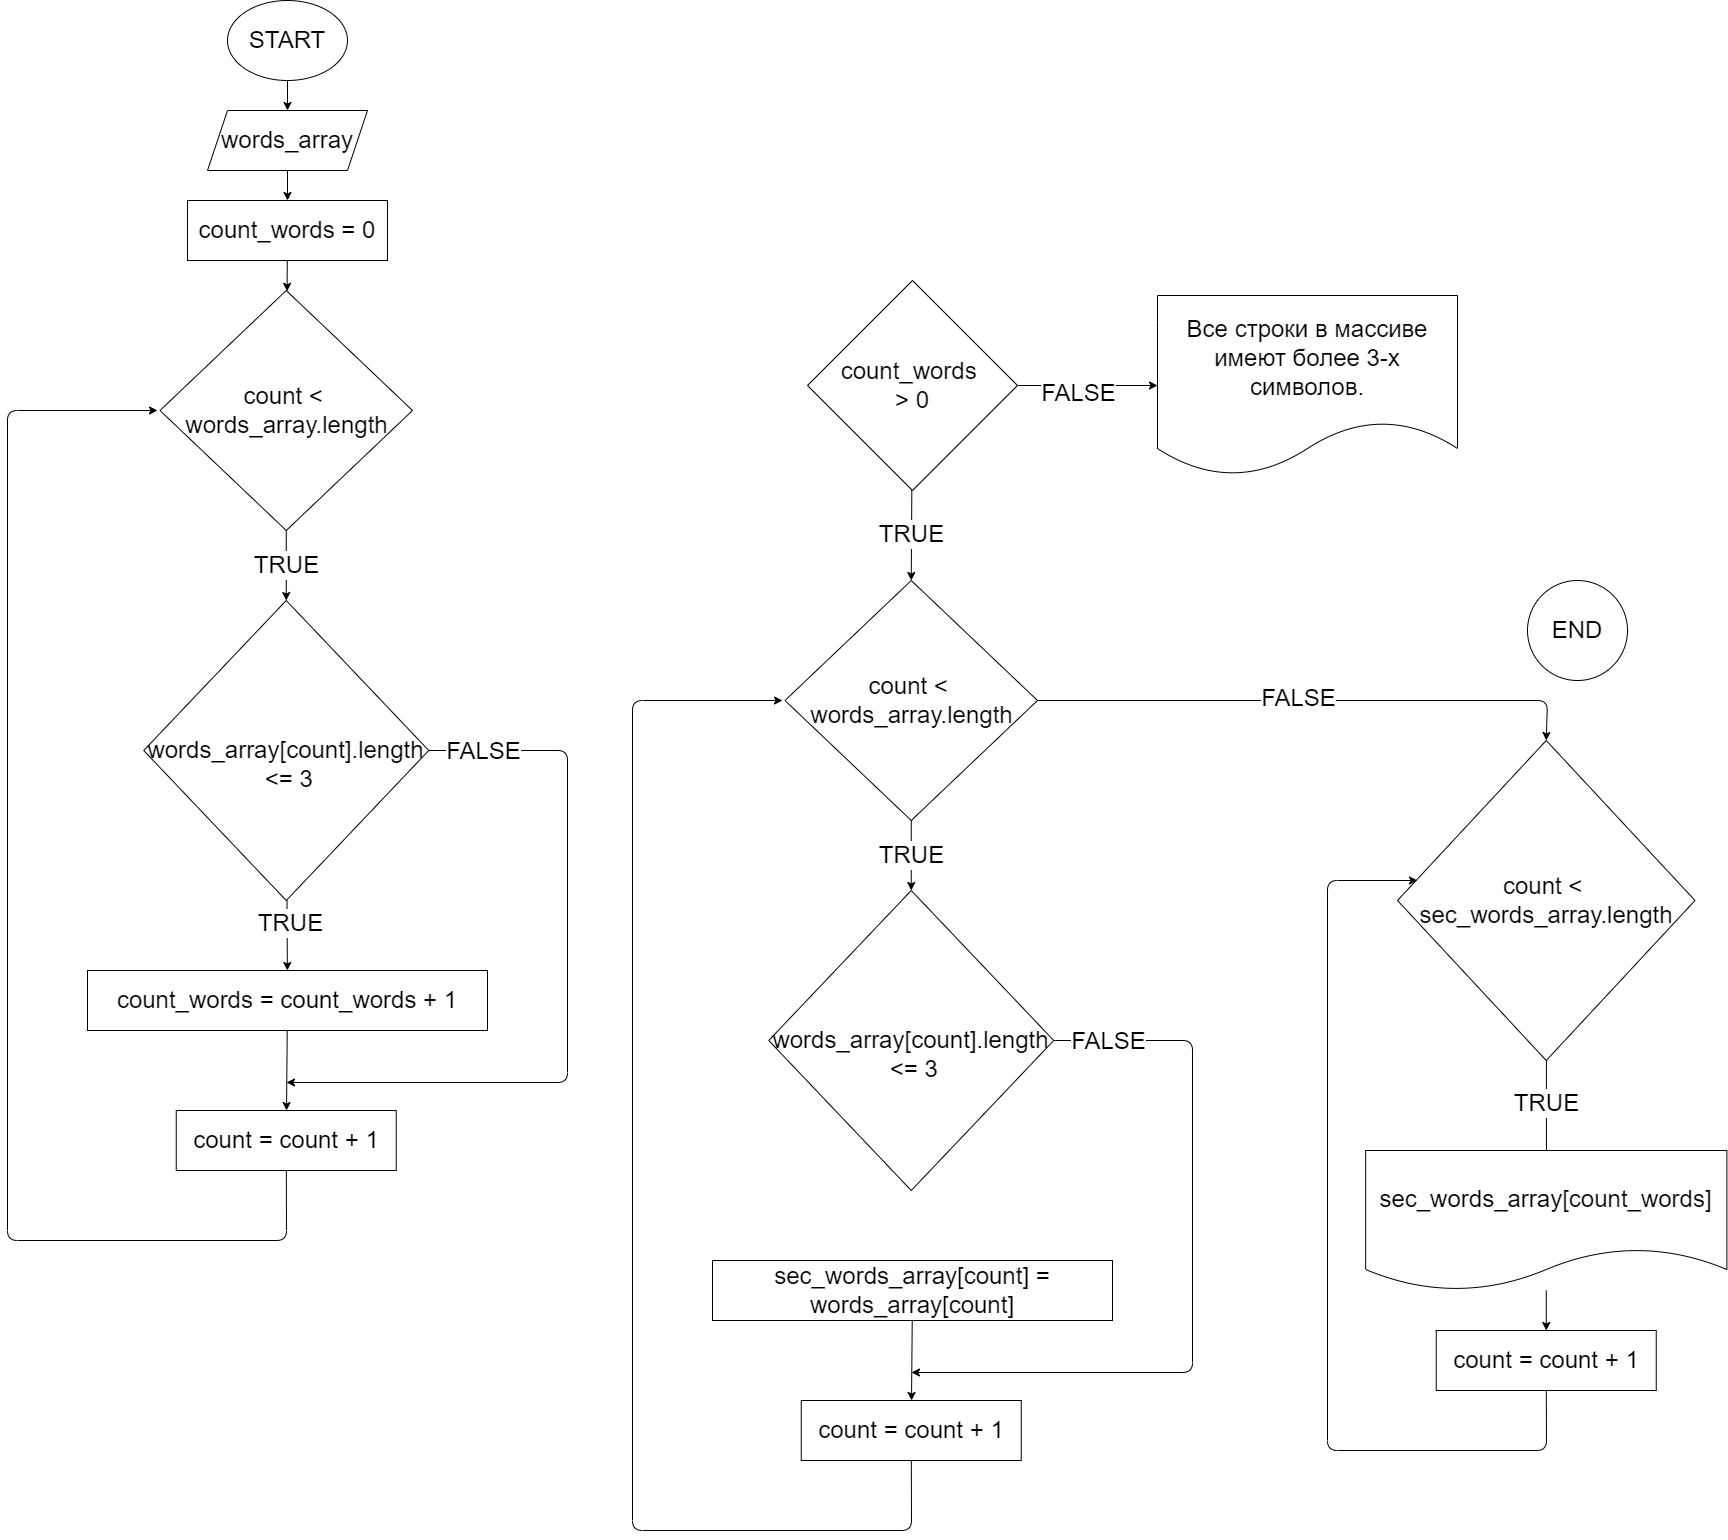 START
words_array
count_words = 0
count <
words_array.length
TRUE
words_array[count].length
<= 3
FALSE
TRUE
count_words = count_words + 1
count = count + 1
count_words
> 0
FALSE
Все строки в массиве
имеют более 3-х
символов.
TRUE
count <
words_array.length
FALSE
TRUE
words_array[count].length
<= 3
FALSE
sec_words_array[count] =
words_array[count]
count = count + 1
END
count <
sec_words_array.length
TRUE
sec_words_array[count_words]
count = count + 1